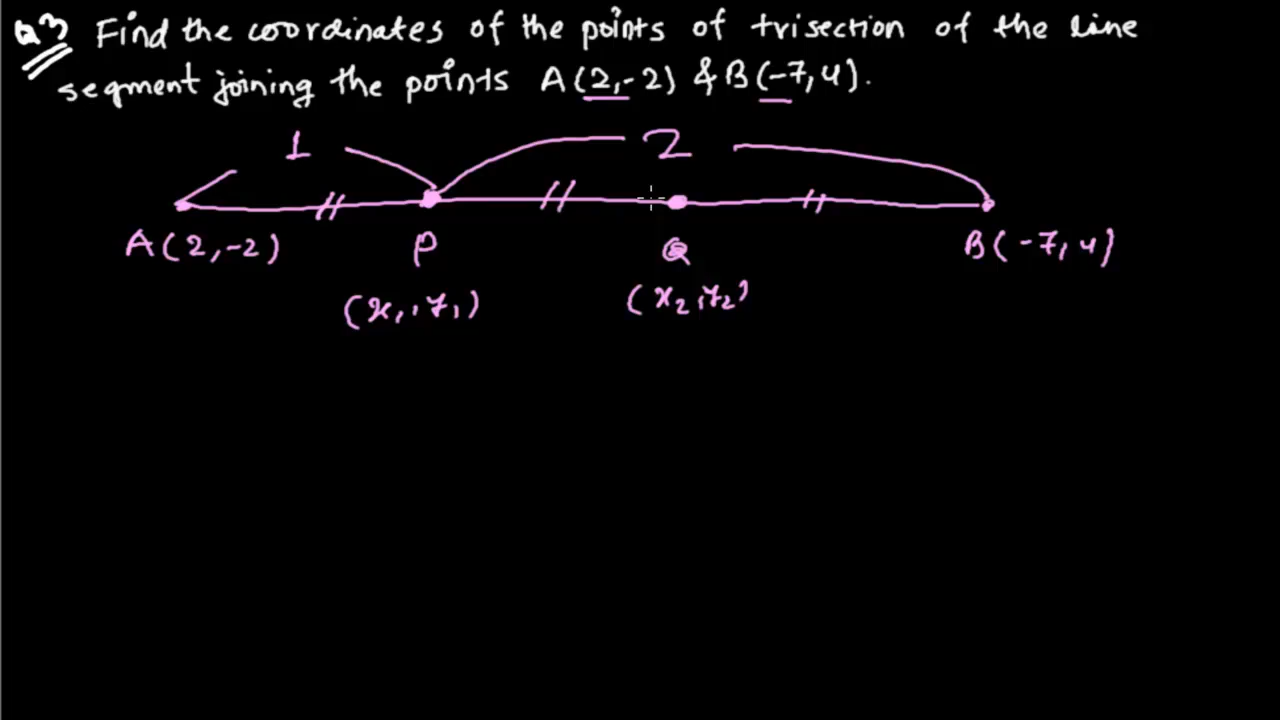 Q3 Find the coordinates of the points of trisection of the line
segment joining the points A(2,-2) & B(-7,4).
1 2
A(2,-2) P Q B(-7,4)
(x₁,y₁) (x₂,y₂)